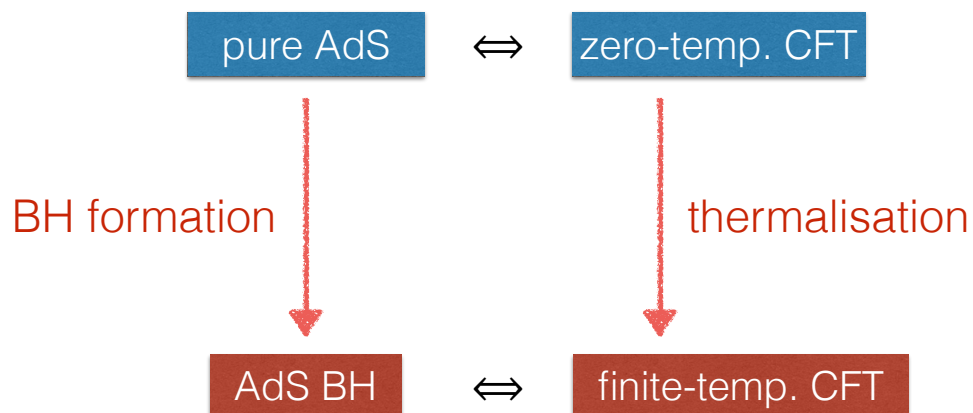 pure AdS ⇔ zero-temp. CFT
BH formation thermalisation
AdS BH ⇔ finite-temp. CFT